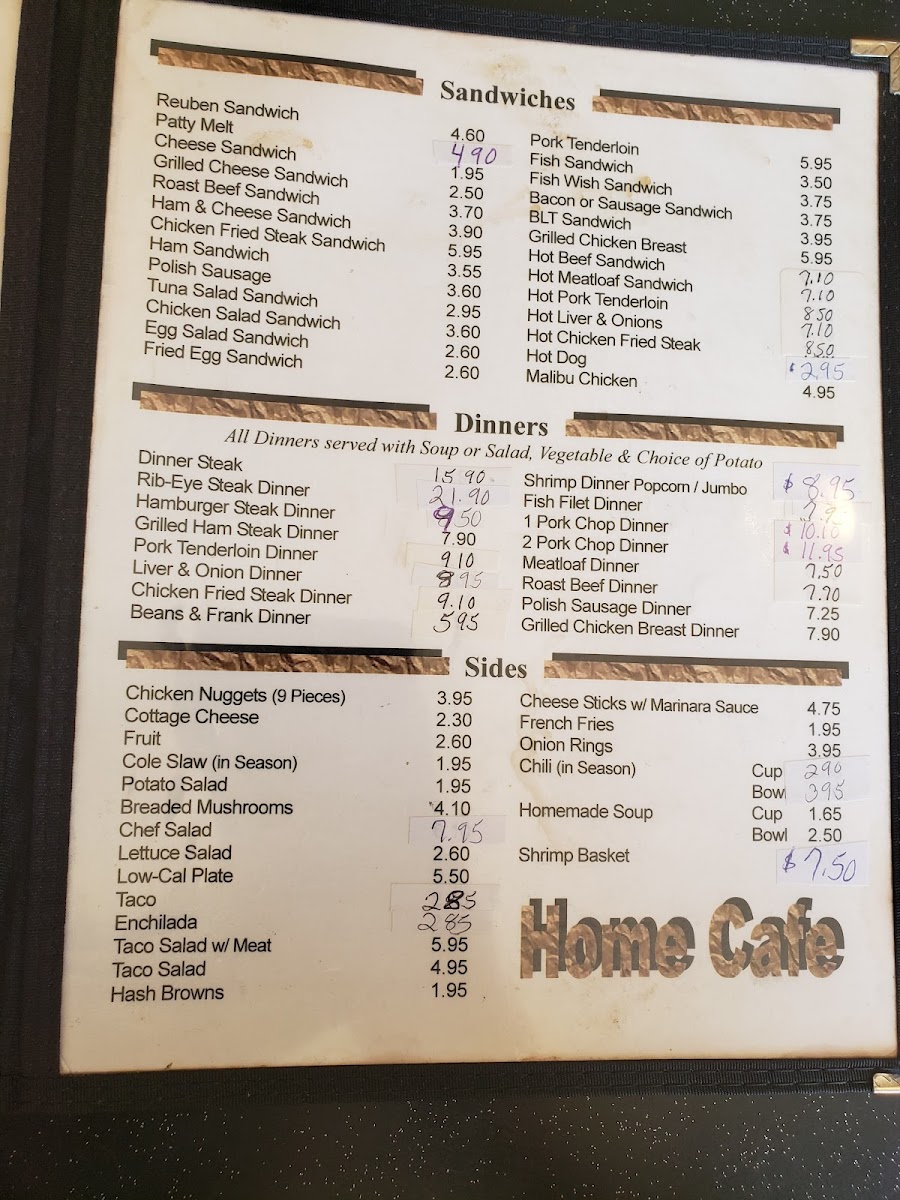 Sandwiches
Reuben Sandwich 4.60
Patty Melt 490
Cheese Sandwich 1.95
Grilled Cheese Sandwich 2.50
Roast Beef Sandwich 3.70
Ham & Cheese Sandwich 3.90
Chicken Fried Steak Sandwich 5.95
Ham Sandwich 3.55
Polish Sausage 3.60
Tuna Salad Sandwich 2.95
Chicken Salad Sandwich 3.60
Egg Salad Sandwich 2.60
Fried Egg Sandwich 2.60
Pork Tenderloin 5.95
Fish Sandwich 3.50
Fish Wish Sandwich 3.75
Bacon or Sausage Sandwich 3.75
BLT Sandwich 3.95
Grilled Chicken Breast 5.95
Hot Beef Sandwich 7.10
Hot Meatloaf Sandwich 7.10
Hot Pork Tenderloin 850
Hot Liver & Onions 7.10
Hot Chicken Fried Steak 850
Hot Dog $2.95
Malibu Chicken 4.95
Dinners
All Dinners served with Soup or Salad, Vegetable & Choice of Potato
Dinner Steak 15.90
Rib-Eye Steak Dinner 21.90
Hamburger Steak Dinner 950
Grilled Ham Steak Dinner 7.90
Pork Tenderloin Dinner 9.10
Liver & Onion Dinner 895
Chicken Fried Steak Dinner 9.10
Beans & Frank Dinner 595
Shrimp Dinner Popcorn / Jumbo $8.95
Fish Filet Dinner
1 Pork Chop Dinner $10.10
2 Pork Chop Dinner $11.95
Meatloaf Dinner 7.50
Roast Beef Dinner 7.70
Polish Sausage Dinner 7.25
Grilled Chicken Breast Dinner 7.90
Sides
Chicken Nuggets (9 Pieces) 3.95
Cottage Cheese 2.30
Fruit 2.60
Cole Slaw (in Season) 1.95
Potato Salad 1.95
Breaded Mushrooms 4.10
Chef Salad 7.95
Lettuce Salad 2.60
Low-Cal Plate 5.50
Taco 285
Enchilada 285
Taco Salad w/ Meat 5.95
Taco Salad 4.95
Hash Browns 1.95
Cheese Sticks w/ Marinara Sauce 4.75
French Fries 1.95
Onion Rings 3.95
Chili (in Season) Cup 290
Bowl 395
Homemade Soup Cup 1.65
Bowl 2.50
Shrimp Basket $7.50
Home Cafe